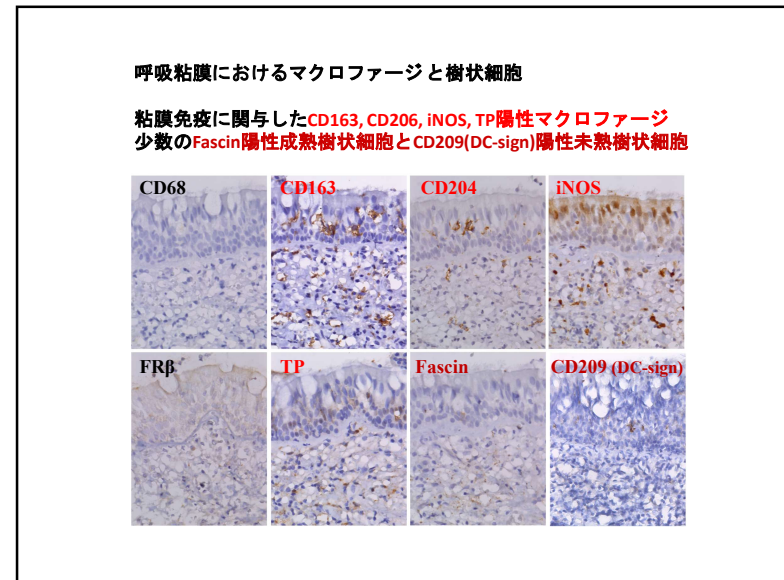 呼吸粘膜におけるマクロファージと樹状細胞
粘膜免疫に関与したCD163, CD206, iNOS, TP陽性マクロファージ
少数のFascin陽性成熟樹状細胞とCD209(DC-sign)陽性未熟樹状細胞
CD68 CD163 CD204 iNOS
FRβ TP Fascin CD209 (DC-sign)